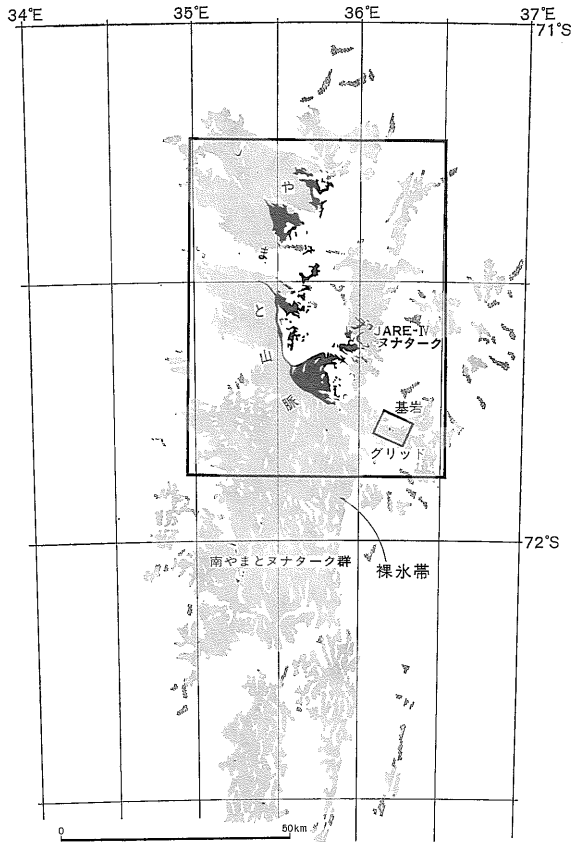 34°E
35°E
36°E
37°E
71°S
や
ま
と
山
脈
JARE-Ⅳ
ヌナターク
基岩
グリッド
72°S
南やまとヌナターク群
裸氷帯
0
50km